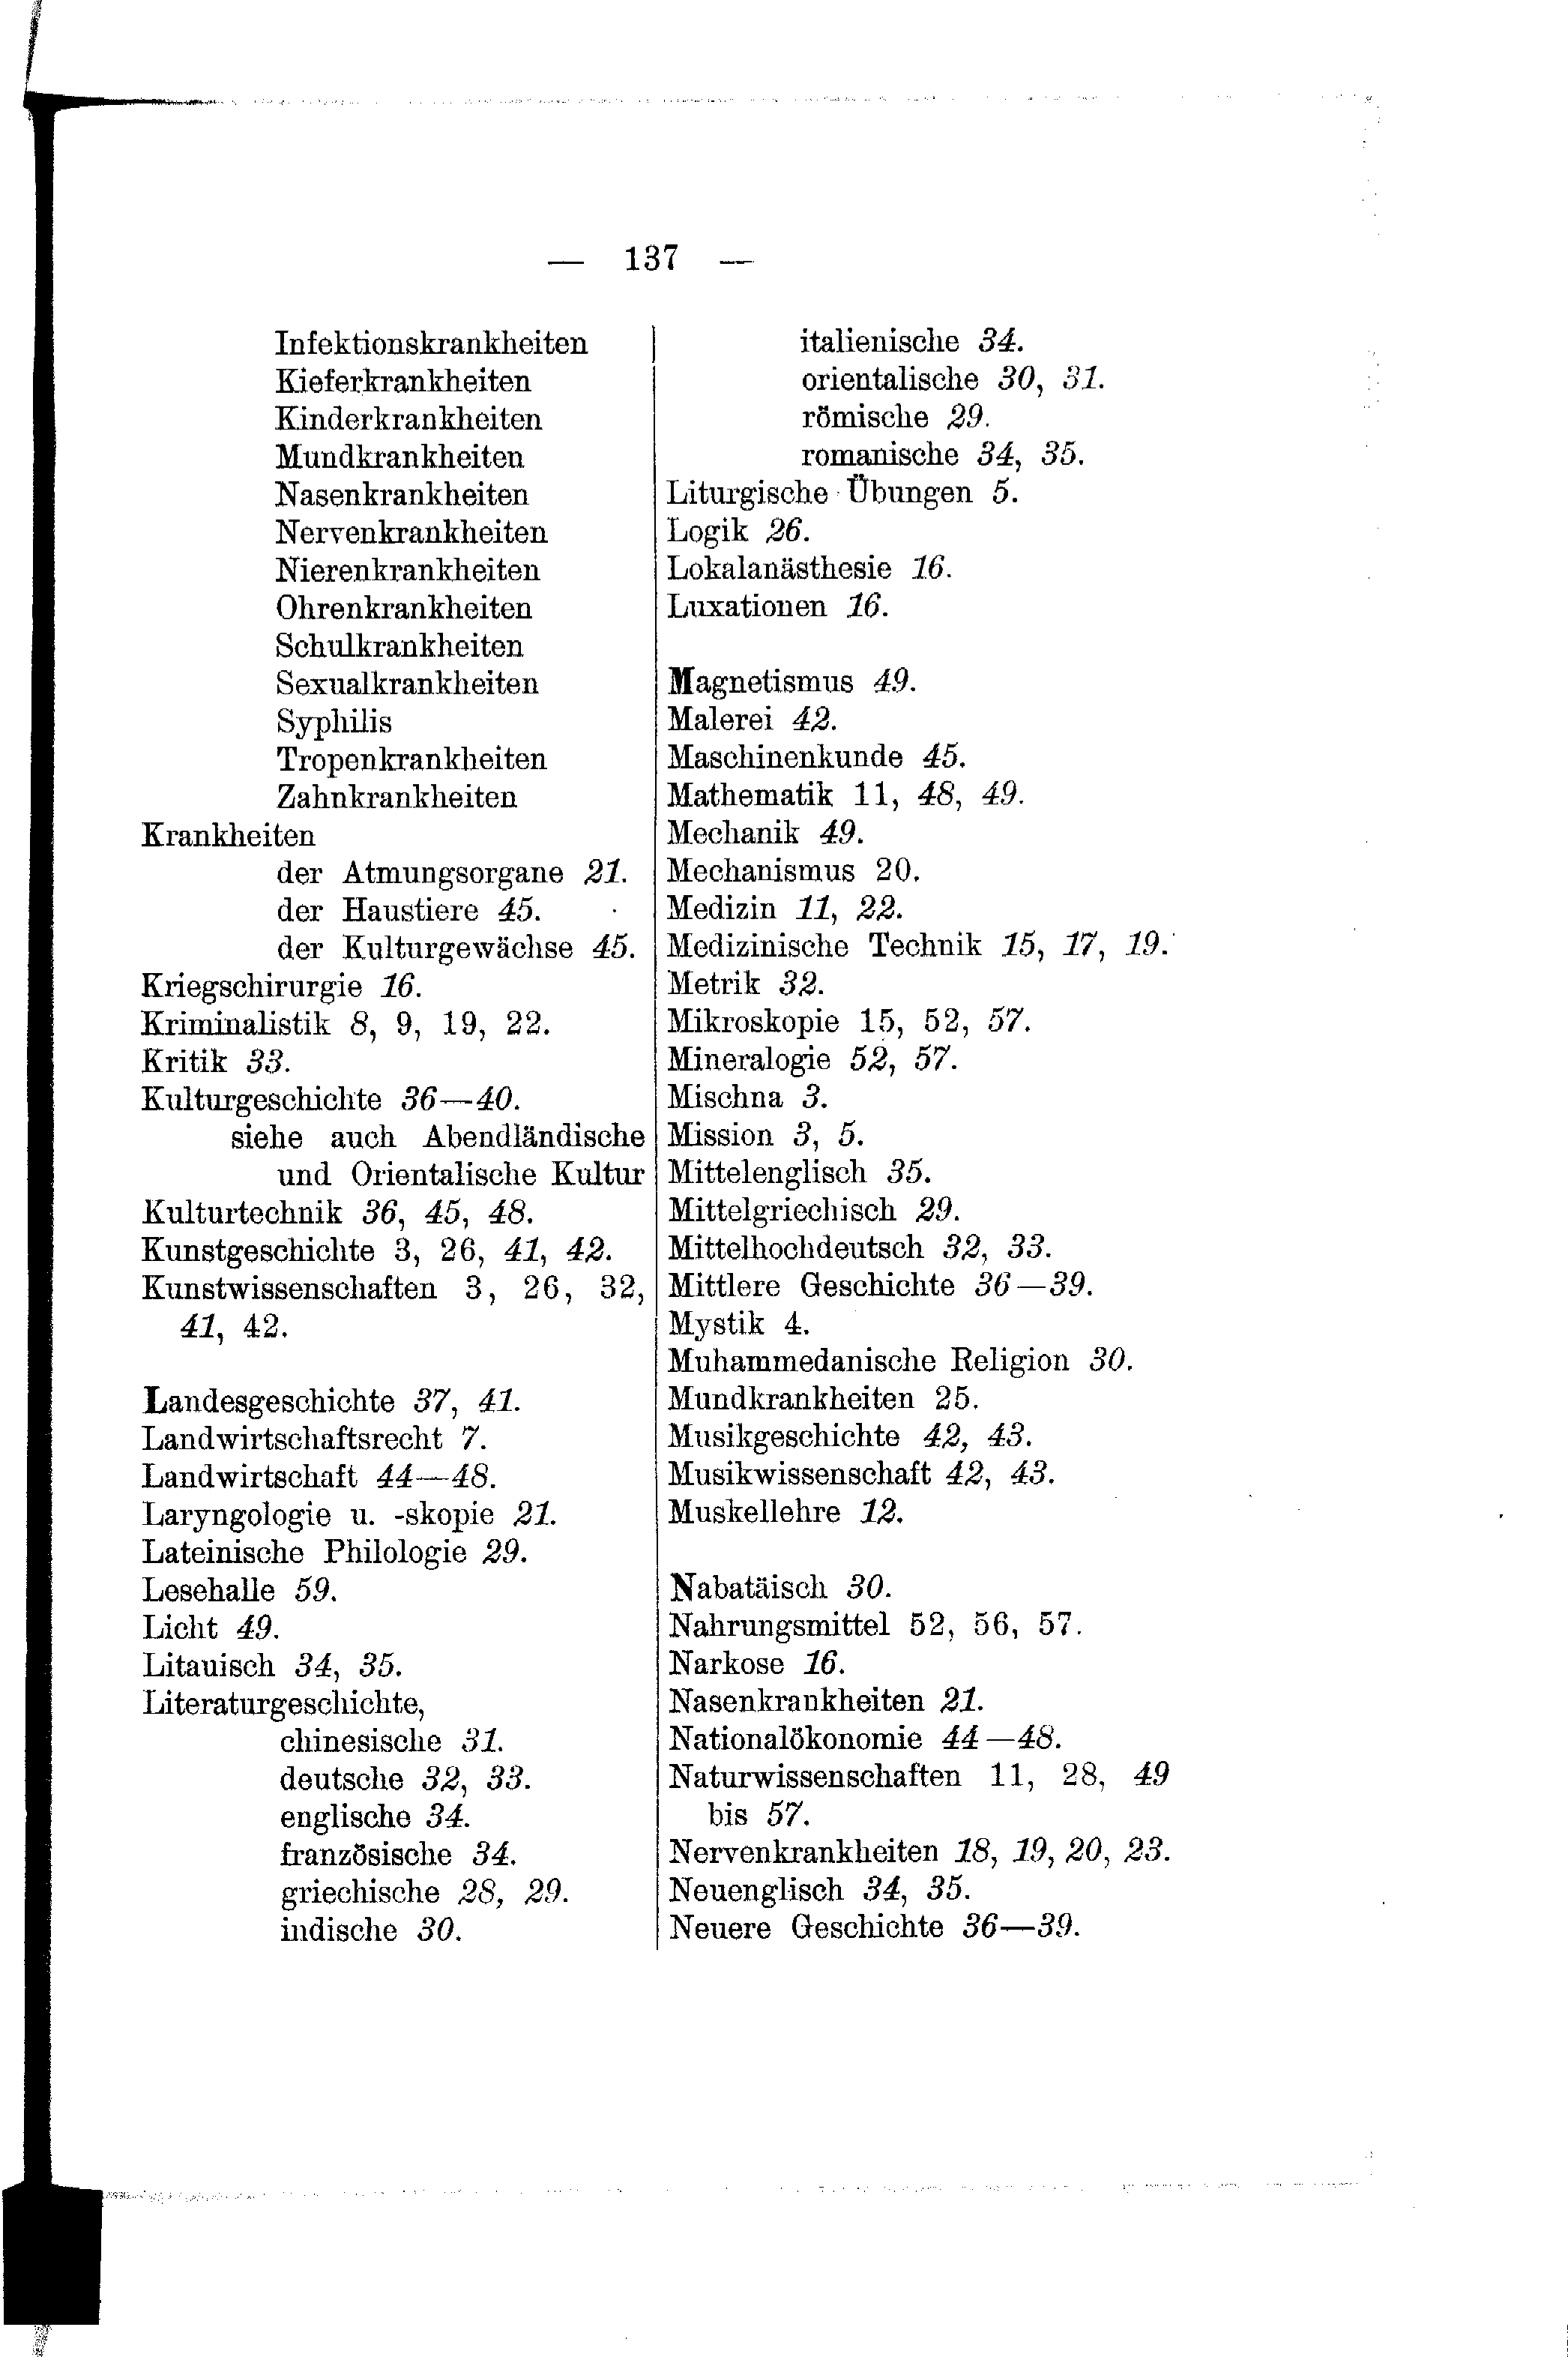 — 137 —
Infektionskrankheiten
Kieferkrankheiten
Kinderkrankheiten
Mundkrankheiten
Nasenkrankheiten
Nervenkrankheiten
Nierenkrankheiten
Ohrenkrankheiten
Schulkrankheiten
Sexualkrankheiten
Syphilis
Tropenkrankheiten
Zahnkrankheiten
Krankheiten
der Atmungsorgane 21.
der Haustiere 45.
der Kulturgewächse 45.
Kriegschirurgie 16.
Kriminalistik 8, 9, 19, 22.
Kritik 33.
Kulturgeschichte 36—40.
siehe auch Abendländische
und Orientalische Kultur
Kulturtechnik 36, 45, 48.
Kunstgeschichte 3, 26, 41, 42.
Kunstwissenschaften 3, 26, 32,
41, 42.
Landesgeschichte 37, 41.
Landwirtschaftsrecht 7.
Landwirtschaft 44—48.
Laryngologie u. -skopie 21.
Lateinische Philologie 29.
Lesehalle 59.
Licht 49.
Litauisch 34, 35.
Literaturgeschichte,
chinesische 31.
deutsche 32, 33.
englische 34.
französische 34.
griechische 28, 29.
indische 30.
italienische 34.
orientalische 30, 31.
römische 29.
romanische 34, 35.
Liturgische Übungen 5.
Logik 26.
Lokalanästhesie 16.
Luxationen 16.
Magnetismus 49.
Malerei 42.
Maschinenkunde 45.
Mathematik 11, 48, 49.
Mechanik 49.
Mechanismus 20.
Medizin 11, 22.
Medizinische Technik 15, 17, 19.
Metrik 32.
Mikroskopie 15, 52, 57.
Mineralogie 52, 57.
Mischna 3.
Mission 3, 5.
Mittelenglisch 35.
Mittelgriechisch 29.
Mittelhochdeutsch 32, 33.
Mittlere Geschichte 36—39.
Mystik 4.
Muhammedanische Religion 30.
Mundkrankheiten 25.
Musikgeschichte 42, 43.
Musikwissenschaft 42, 43.
Muskellehre 12.
Nabatäisch 30.
Nahrungsmittel 52, 56, 57.
Narkose 16.
Nasenkrankheiten 21.
Nationalökonomie 44—48.
Naturwissenschaften 11, 28, 49
bis 57.
Nervenkrankheiten 18, 19, 20, 23.
Neuenglisch 34, 35.
Neuere Geschichte 36—39.